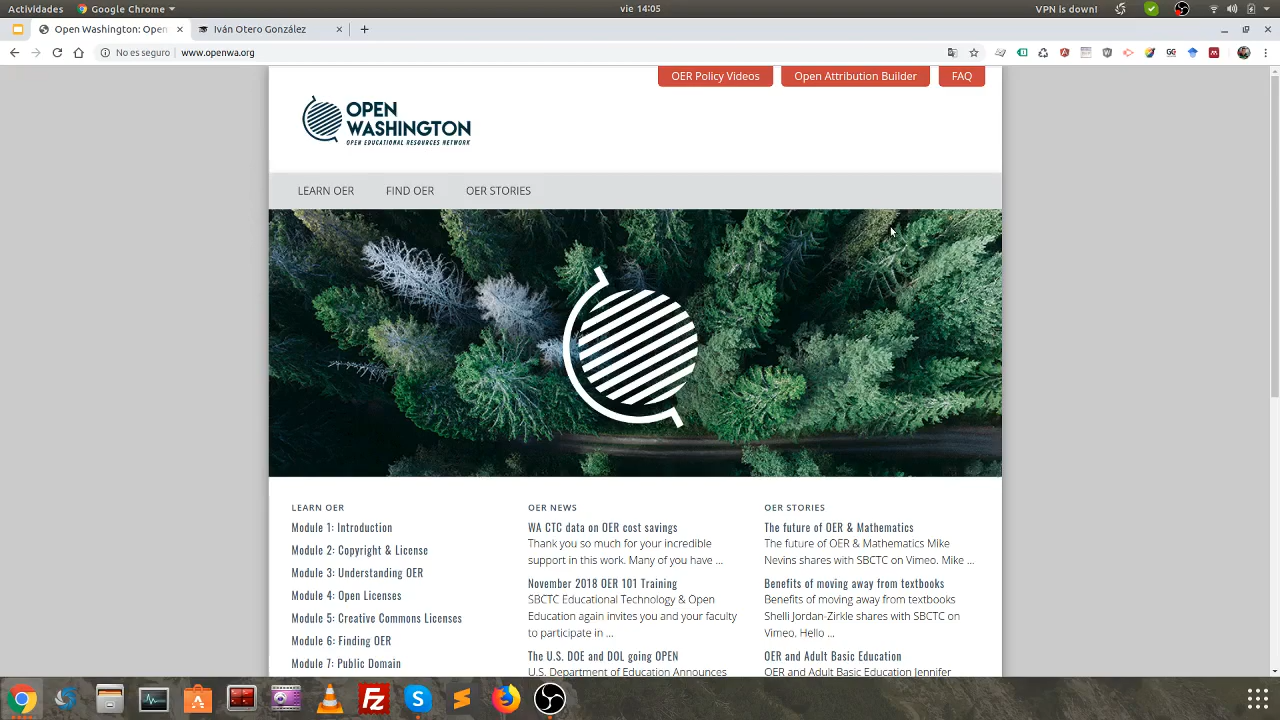 Actividades
Google Chrome
vie 14:05
VPN is down!
Open Washington: Open
Iván Otero González
No es seguro
www.openwa.org
OER Policy Videos
Open Attribution Builder
FAQ
OPEN
WASHINGTON
OPEN EDUCATIONAL RESOURCES NETWORK
LEARN OER
FIND OER
OER STORIES
LEARN OER
Module 1: Introduction
Module 2: Copyright & License
Module 3: Understanding OER
Module 4: Open Licenses
Module 5: Creative Commons Licenses
Module 6: Finding OER
Module 7: Public Domain
OER NEWS
WA CTC data on OER cost savings
Thank you so much for your incredible
support in this work. Many of you have ...
November 2018 OER 101 Training
SBCTC Educational Technology & Open
Education again invites you and your faculty
to participate in ...
The U.S. DOE and DOL going OPEN
U.S. Department of Education Announces
OER STORIES
The future of OER & Mathematics
The future of OER & Mathematics Mike
Nevins shares with SBCTC on Vimeo. Mike ...
Benefits of moving away from textbooks
Benefits of moving away from textbooks
Shelli Jordan-Zirkle shares with SBCTC on
Vimeo. Hello ...
OER and Adult Basic Education
OER and Adult Basic Education Jennifer